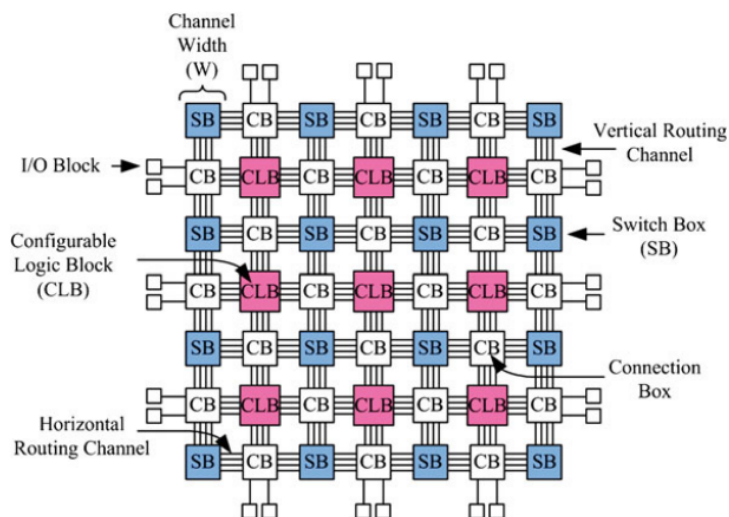 Channel
Width
(W)
SB CB SB CB SB CB SB
Vertical Routing
Channel
I/O Block
CB CLB CB CLB CB CLB CB
SB CB SB CB SB CB SB
Switch Box
(SB)
Configurable
Logic Block
(CLB)
CB CLB CB CLB CB CLB CB
SB CB SB CB SB CB SB
Connection
Box
CB CLB CB CLB CB CLB CB
Horizontal
Routing Channel
SB CB SB CB SB CB SB